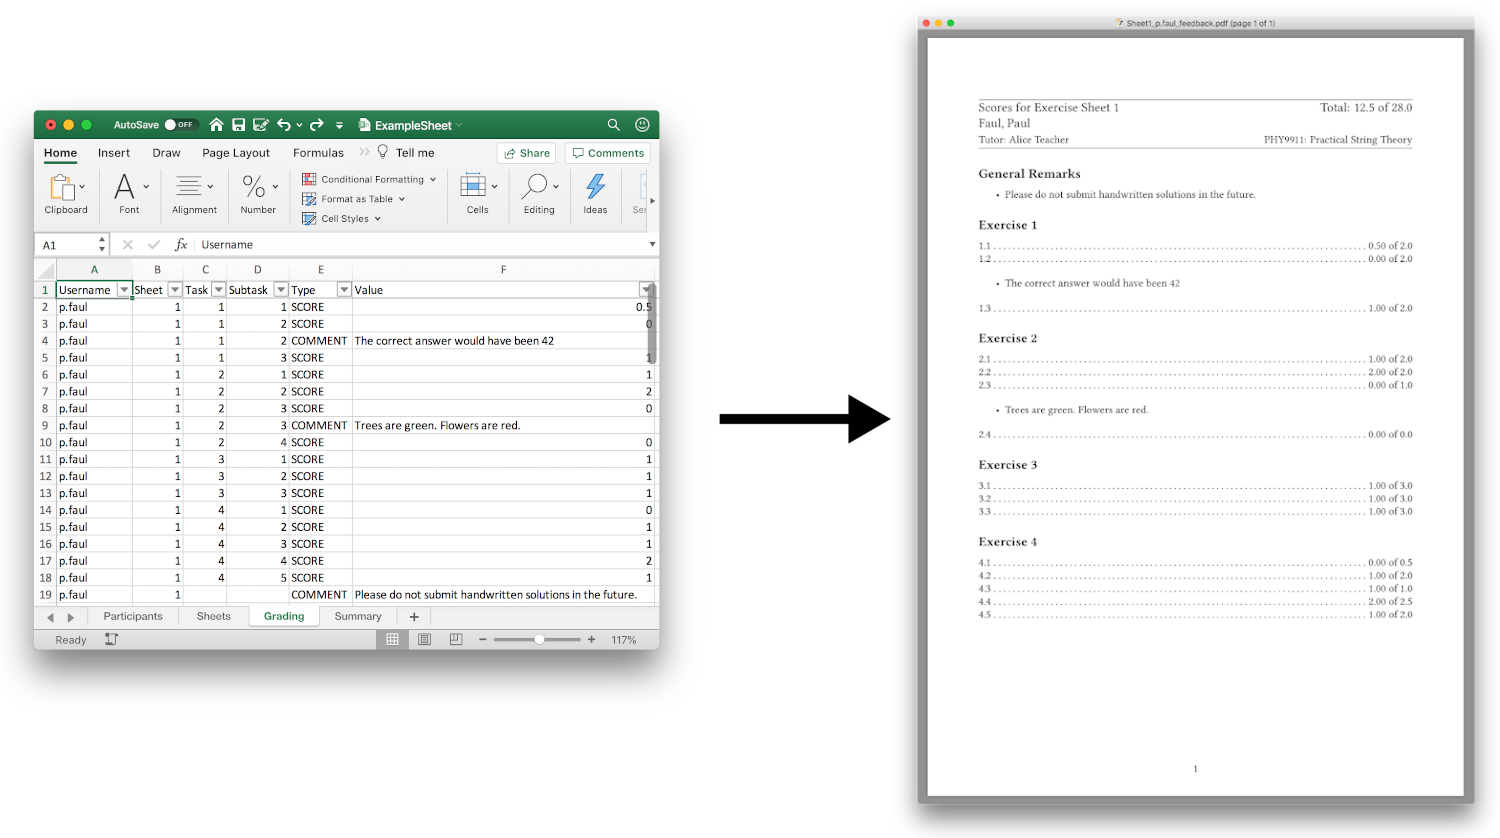 AutoSave OFF ExampleSheet
Home Insert Draw Page Layout Formulas >> Tell me Share Comments
Clipboard Font Alignment % Number Conditional Formatting Format as Table Cell Styles Cells Editing Ideas
A1 fx Username
A B C D E F
1 Username Sheet Task Subtask Type Value
2 p.faul 1 1 1 SCORE 0.5
3 p.faul 1 1 2 SCORE 0
4 p.faul 1 1 2 COMMENT The correct answer would have been 42
5 p.faul 1 1 3 SCORE 1
6 p.faul 1 2 1 SCORE 1
7 p.faul 1 2 2 SCORE 2
8 p.faul 1 2 3 SCORE 0
9 p.faul 1 2 3 COMMENT Trees are green. Flowers are red.
10 p.faul 1 2 4 SCORE 0
11 p.faul 1 3 1 SCORE 1
12 p.faul 1 3 2 SCORE 1
13 p.faul 1 3 3 SCORE 1
14 p.faul 1 4 1 SCORE 0
15 p.faul 1 4 2 SCORE 1
16 p.faul 1 4 3 SCORE 1
17 p.faul 1 4 4 SCORE 2
18 p.faul 1 4 5 SCORE 1
19 p.faul 1 COMMENT Please do not submit handwritten solutions in the future.
Participants Sheets Grading Summary +
Ready − + 117%
Sheet1_p.faul_feedback.pdf (page 1 of 1)
Scores for Exercise Sheet 1 Total: 12.5 of 28.0
Faul, Paul
Tutor: Alice Teacher PHY9911: Practical String Theory
General Remarks
• Please do not submit handwritten solutions in the future.
Exercise 1
1.1 ........ 0.50 of 2.0
1.2 ........ 0.00 of 2.0
• The correct answer would have been 42
1.3 ........ 1.00 of 2.0
Exercise 2
2.1 ........ 1.00 of 2.0
2.2 ........ 2.00 of 2.0
2.3 ........ 0.00 of 1.0
• Trees are green. Flowers are red.
2.4 ........ 0.00 of 0.0
Exercise 3
3.1 ........ 1.00 of 3.0
3.2 ........ 1.00 of 3.0
3.3 ........ 1.00 of 3.0
Exercise 4
4.1 ........ 0.00 of 0.5
4.2 ........ 1.00 of 2.0
4.3 ........ 1.00 of 1.0
4.4 ........ 2.00 of 2.5
4.5 ........ 1.00 of 2.0
1